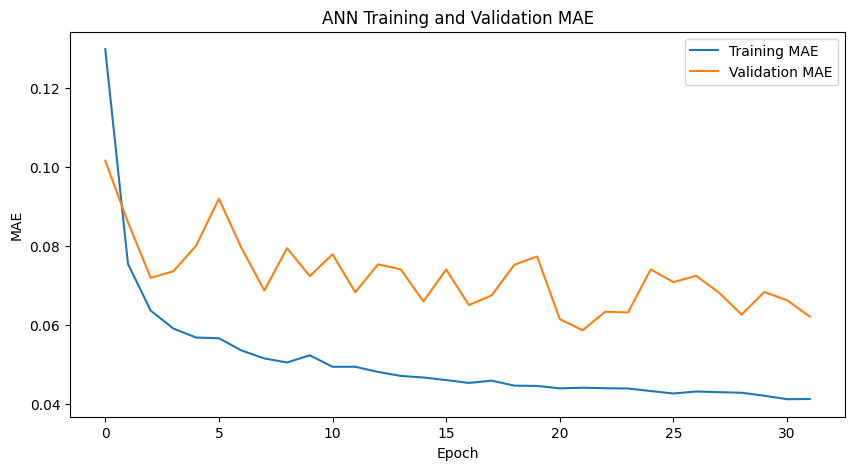 ANN Training and Validation MAE
Training MAE
Validation MAE
0.12
0.10
0.08
0.06
0.04
MAE
0
5
10
15
20
25
30
Epoch